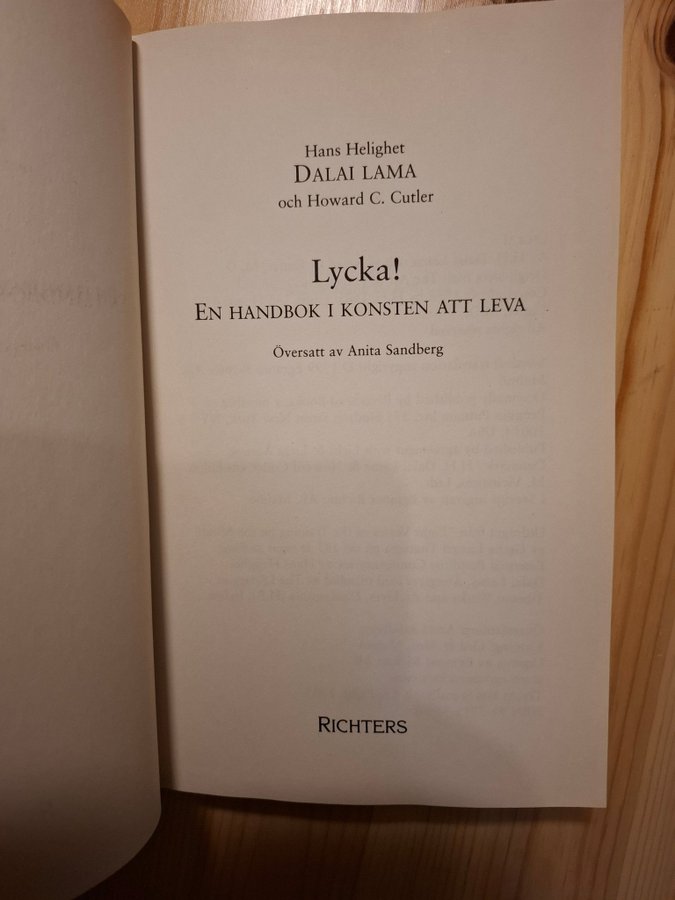 Hans Helighet
DALAI LAMA
och Howard C. Cutler
Lycka!
EN HANDBOK I KONSTEN ATT LEVA
Översatt av Anita Sandberg
RICHTERS